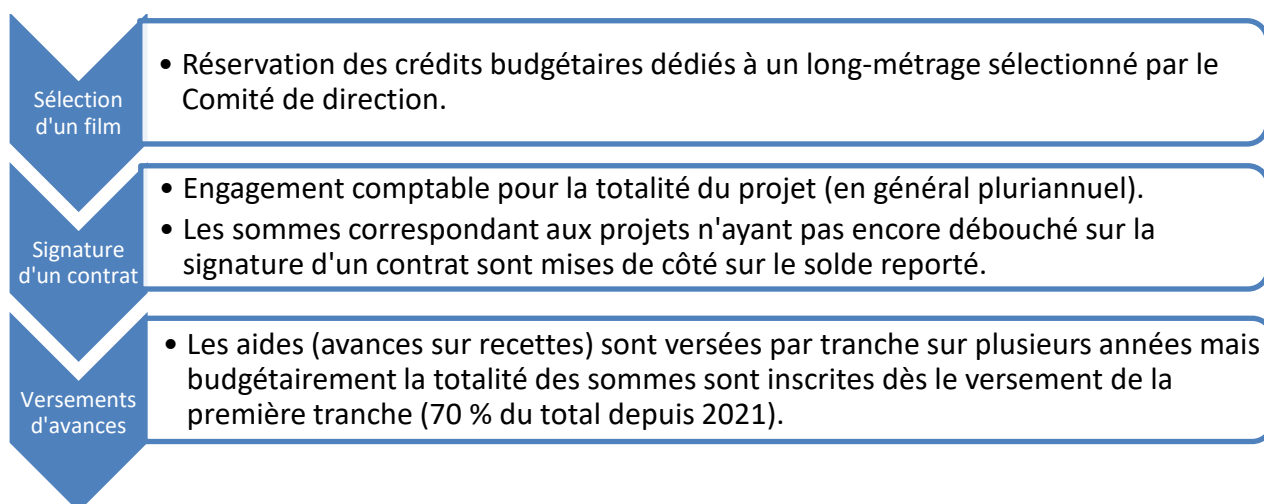 Sélection
d'un film
• Réservation des crédits budgétaires dédiés à un long-métrage sélectionné par le
Comité de direction.
Signature
d'un contrat
• Engagement comptable pour la totalité du projet (en général pluriannuel).
• Les sommes correspondant aux projets n'ayant pas encore débouché sur la
signature d'un contrat sont mises de côté sur le solde reporté.
Versements
d'avances
• Les aides (avances sur recettes) sont versées par tranche sur plusieurs années mais
budgétairement la totalité des sommes sont inscrites dès le versement de la
première tranche (70 % du total depuis 2021).